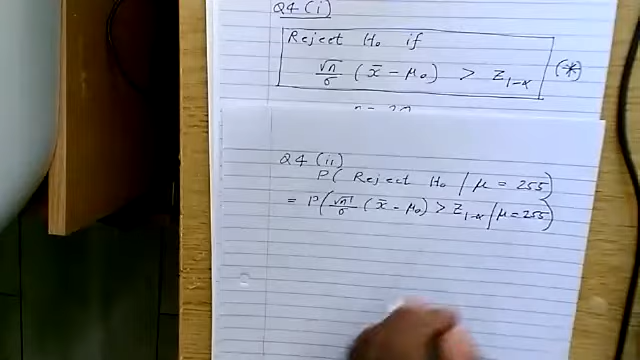 Q4 (i)
Reject H₀ if
√n/σ (x̄ − μ₀) > Z₁₋α (*)
Q4 (ii)
P( Reject H₀ / μ = 255)
= P(√n/σ (x̄ − μ₀) > Z₁₋α / μ = 255)